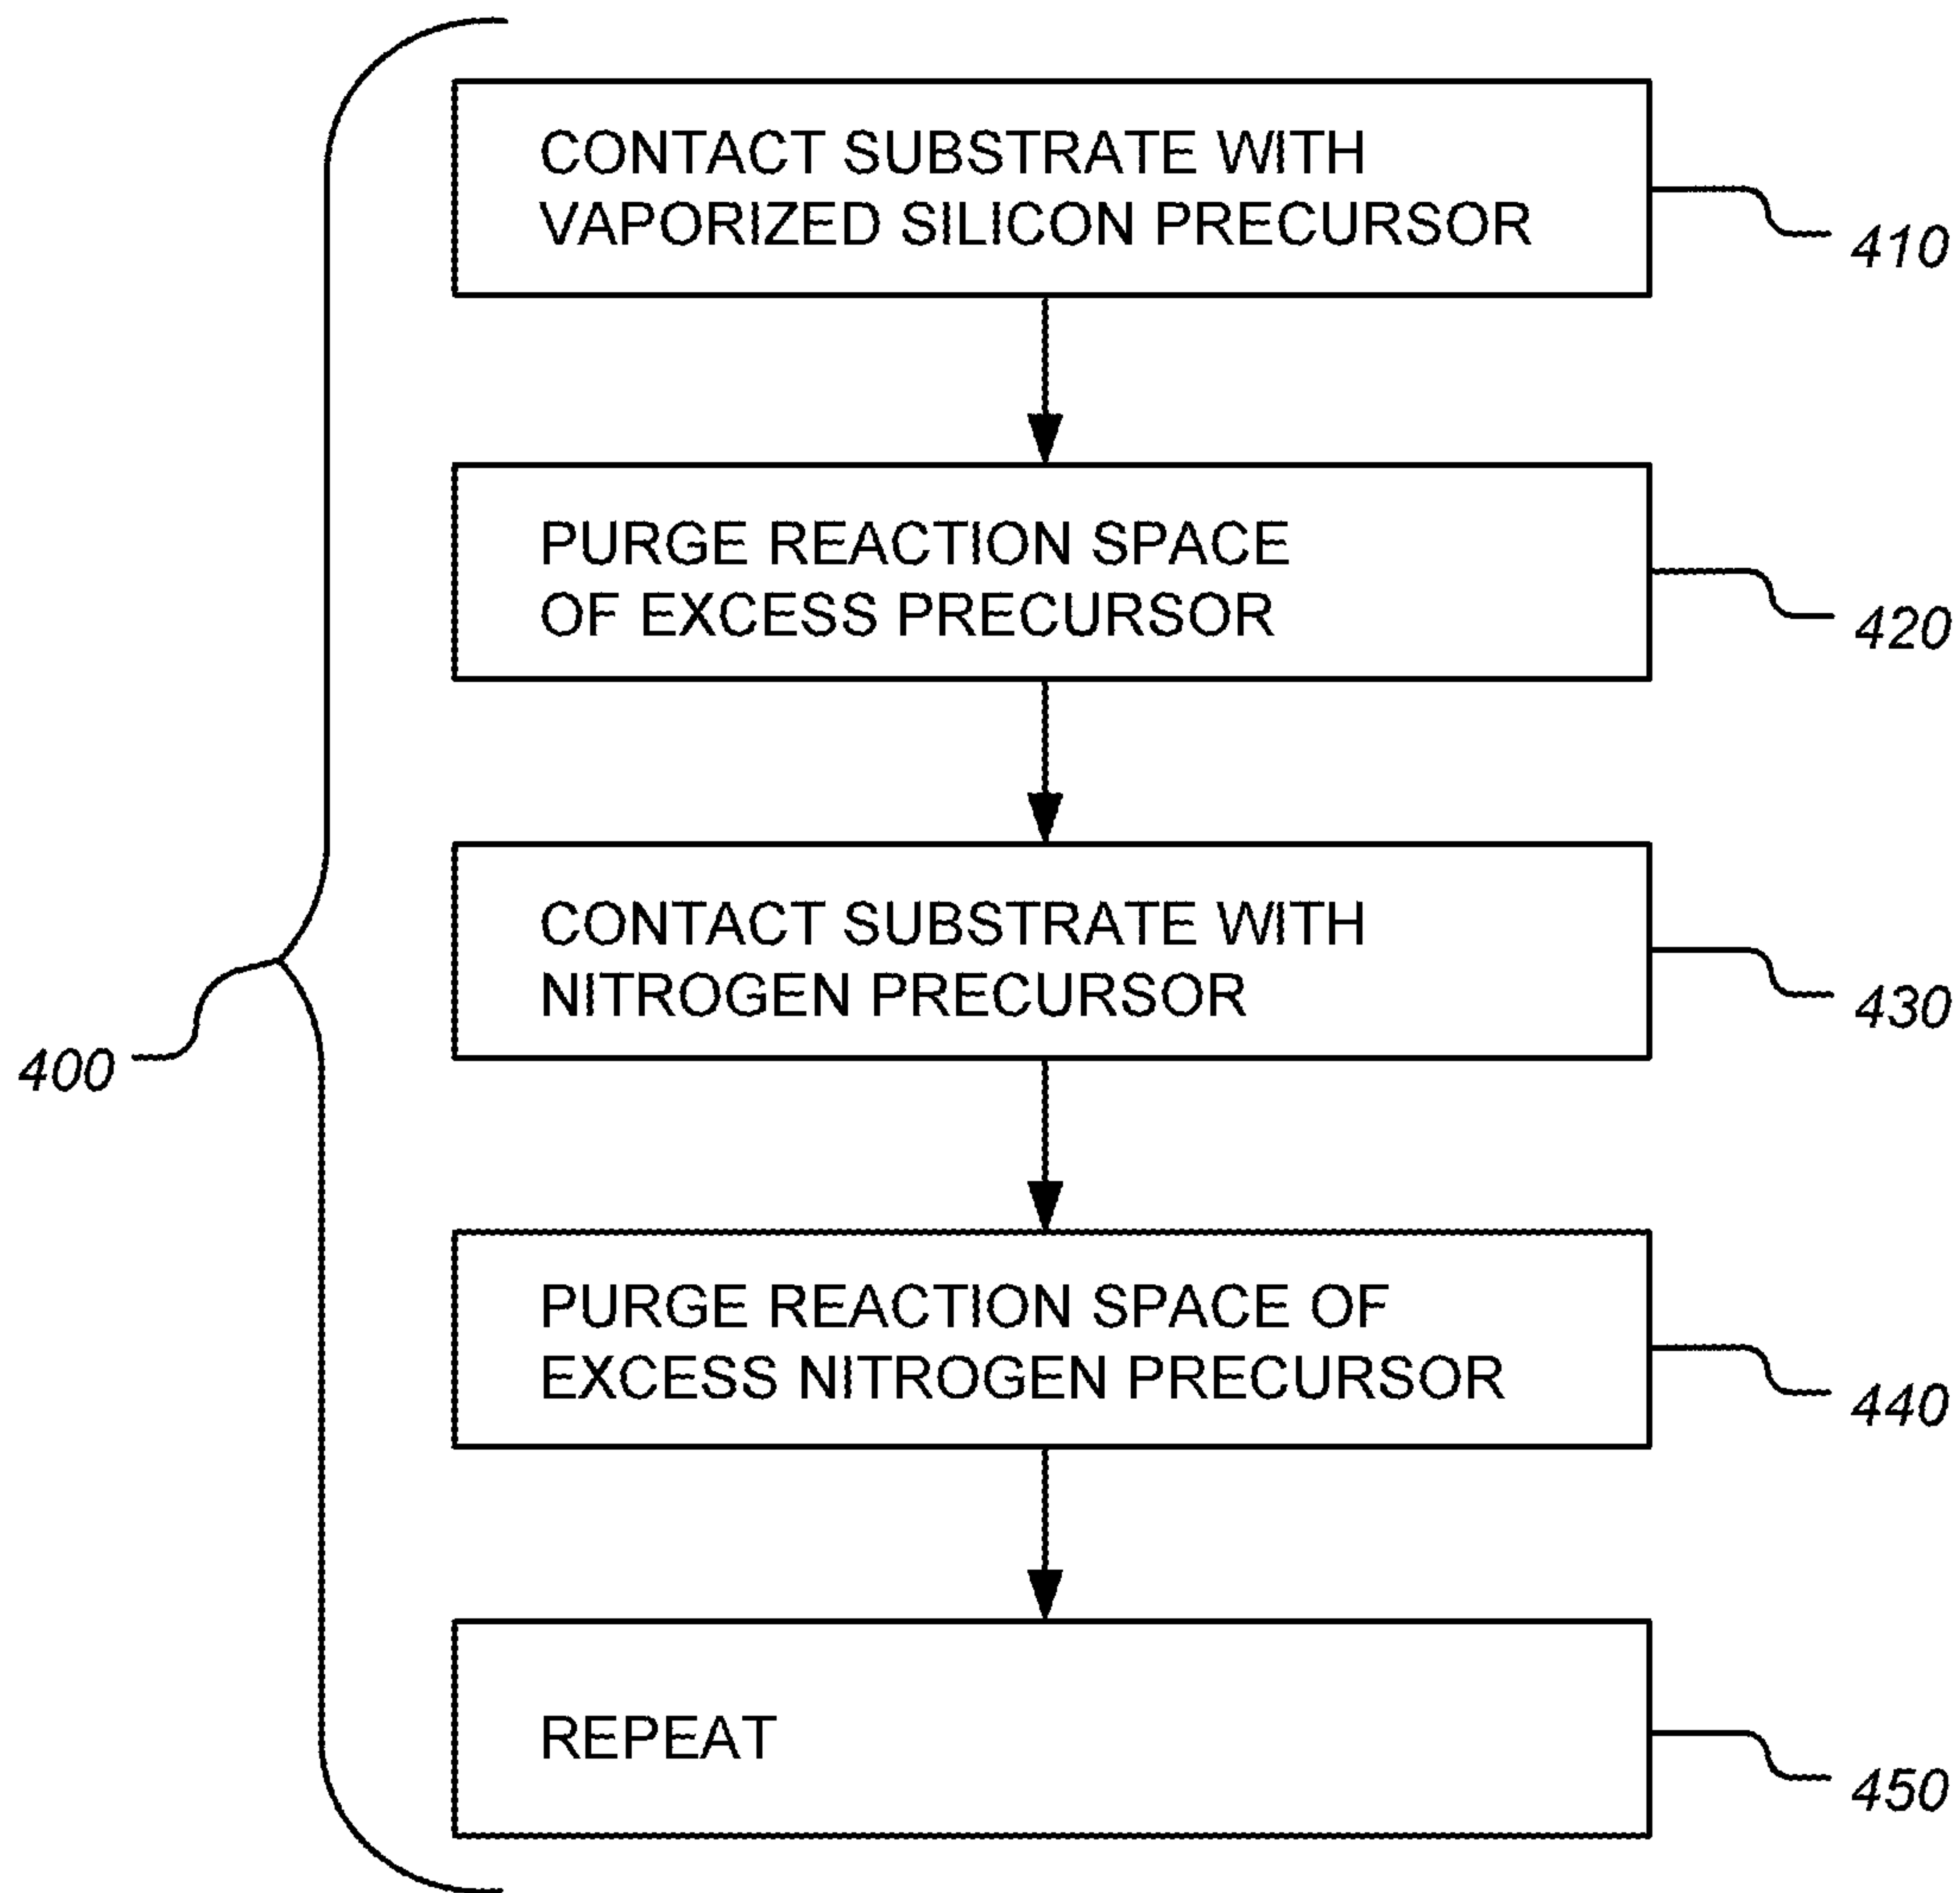 CONTACT SUBSTRATE WITH
VAPORIZED SILICON PRECURSOR
410
PURGE REACTION SPACE
OF EXCESS PRECURSOR
420
CONTACT SUBSTRATE WITH
NITROGEN PRECURSOR
430
400
PURGE REACTION SPACE OF
EXCESS NITROGEN PRECURSOR
440
REPEAT
450